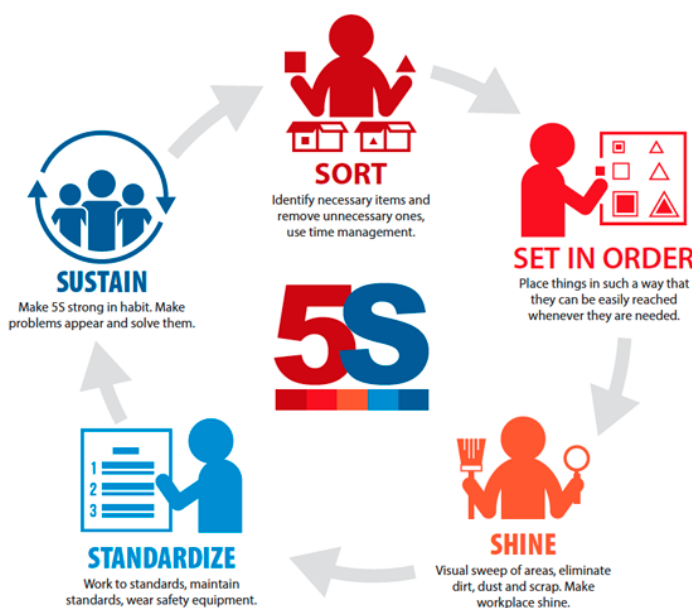 SORT
Identify necessary items and
remove unnecessary ones,
use time management.
SET IN ORDER
Place things in such a way that
they can be easily reached
whenever they are needed.
SHINE
Visual sweep of areas, eliminate
dirt, dust and scrap. Make
workplace shine.
1
2
3
STANDARDIZE
Work to standards, maintain
standards, wear safety equipment.
SUSTAIN
Make 5S strong in habit. Make
problems appear and solve them.
5S